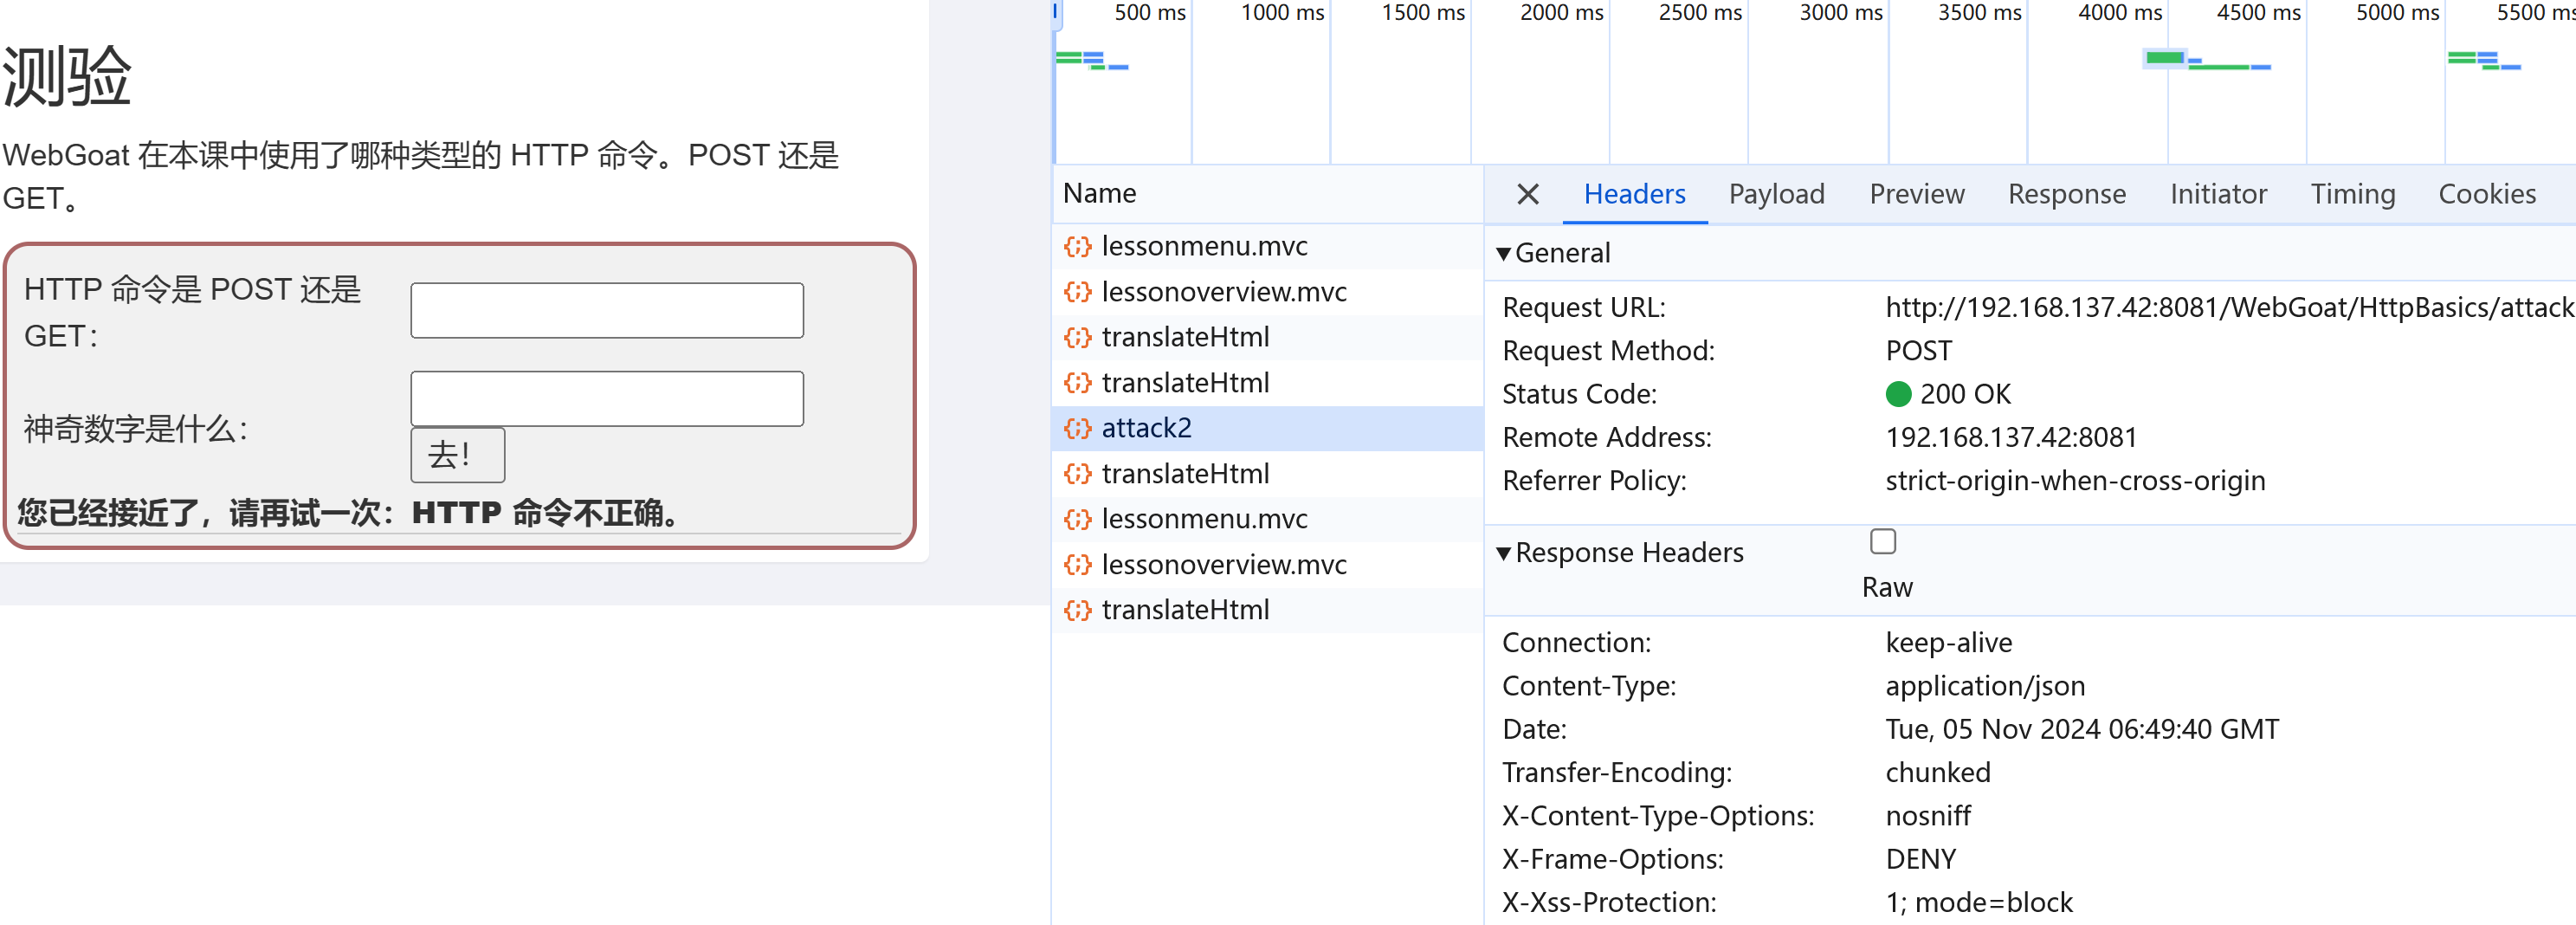 测验
WebGoat 在本课中使用了哪种类型的 HTTP 命令。POST 还是
GET。
HTTP 命令是 POST 还是
GET：
神奇数字是什么：
去！
您已经接近了，请再试一次：HTTP 命令不正确。
500 ms 1000 ms 1500 ms 2000 ms 2500 ms 3000 ms 3500 ms 4000 ms 4500 ms 5000 ms 5500 ms
Name
lessonmenu.mvc
lessonoverview.mvc
translateHtml
translateHtml
attack2
translateHtml
lessonmenu.mvc
lessonoverview.mvc
translateHtml
Headers Payload Preview Response Initiator Timing Cookies
General
Request URL: http://192.168.137.42:8081/WebGoat/HttpBasics/attack
Request Method: POST
Status Code: 200 OK
Remote Address: 192.168.137.42:8081
Referrer Policy: strict-origin-when-cross-origin
Response Headers
Raw
Connection: keep-alive
Content-Type: application/json
Date: Tue, 05 Nov 2024 06:49:40 GMT
Transfer-Encoding: chunked
X-Content-Type-Options: nosniff
X-Frame-Options: DENY
X-Xss-Protection: 1; mode=block